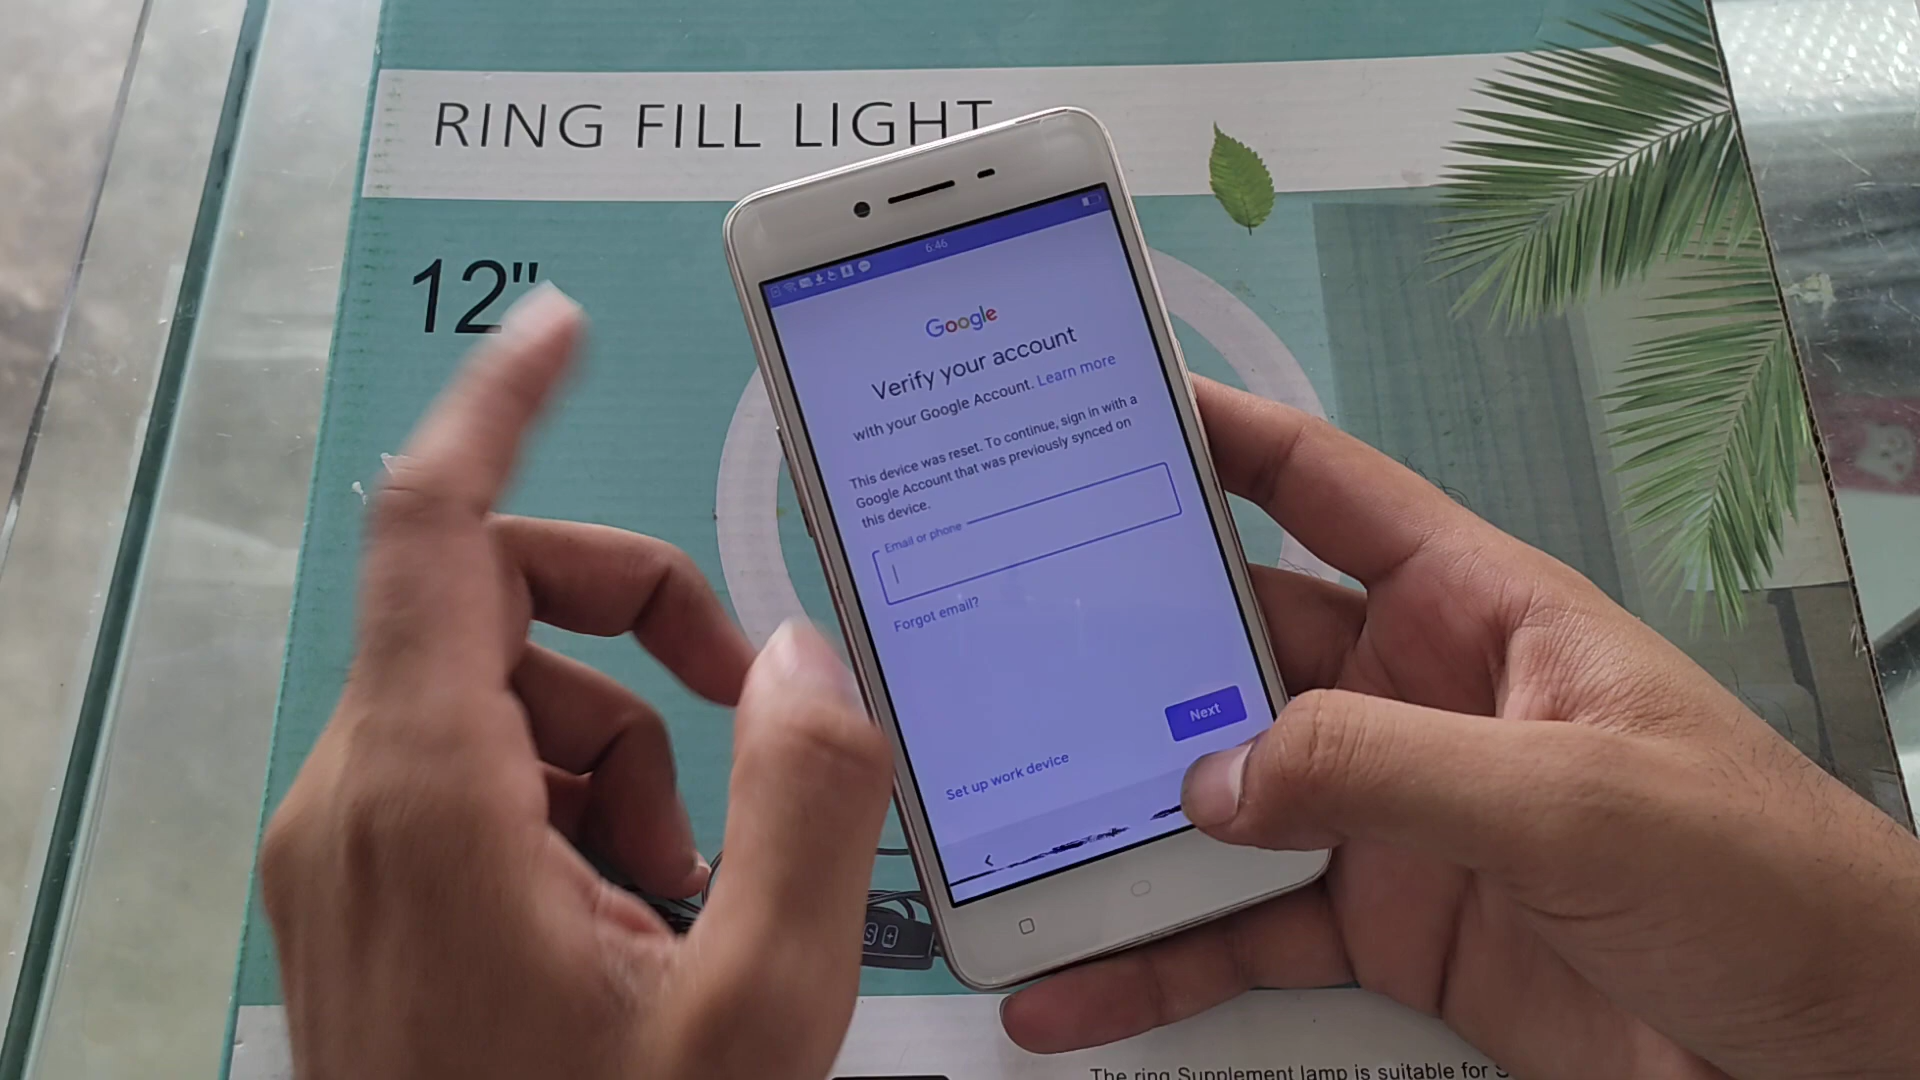 RING FILL LIGHT
12"
6:46
Google
Verify your account
with your Google Account. Learn more
This device was reset. To continue, sign in with a
Google Account that was previously synced on
this device.
Email or phone
Forgot email?
Next
Set up work device
The ring Supplement lamp is suitable for